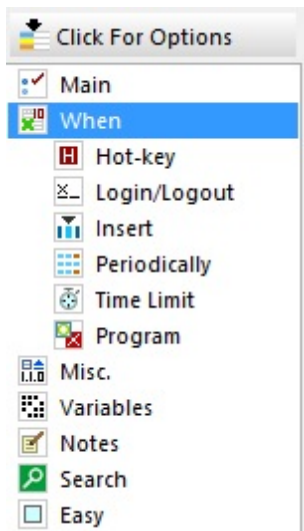 Click For Options
Main
When
Hot-key
Login/Logout
Insert
Periodically
Time Limit
Program
Misc.
Variables
Notes
Search
Easy